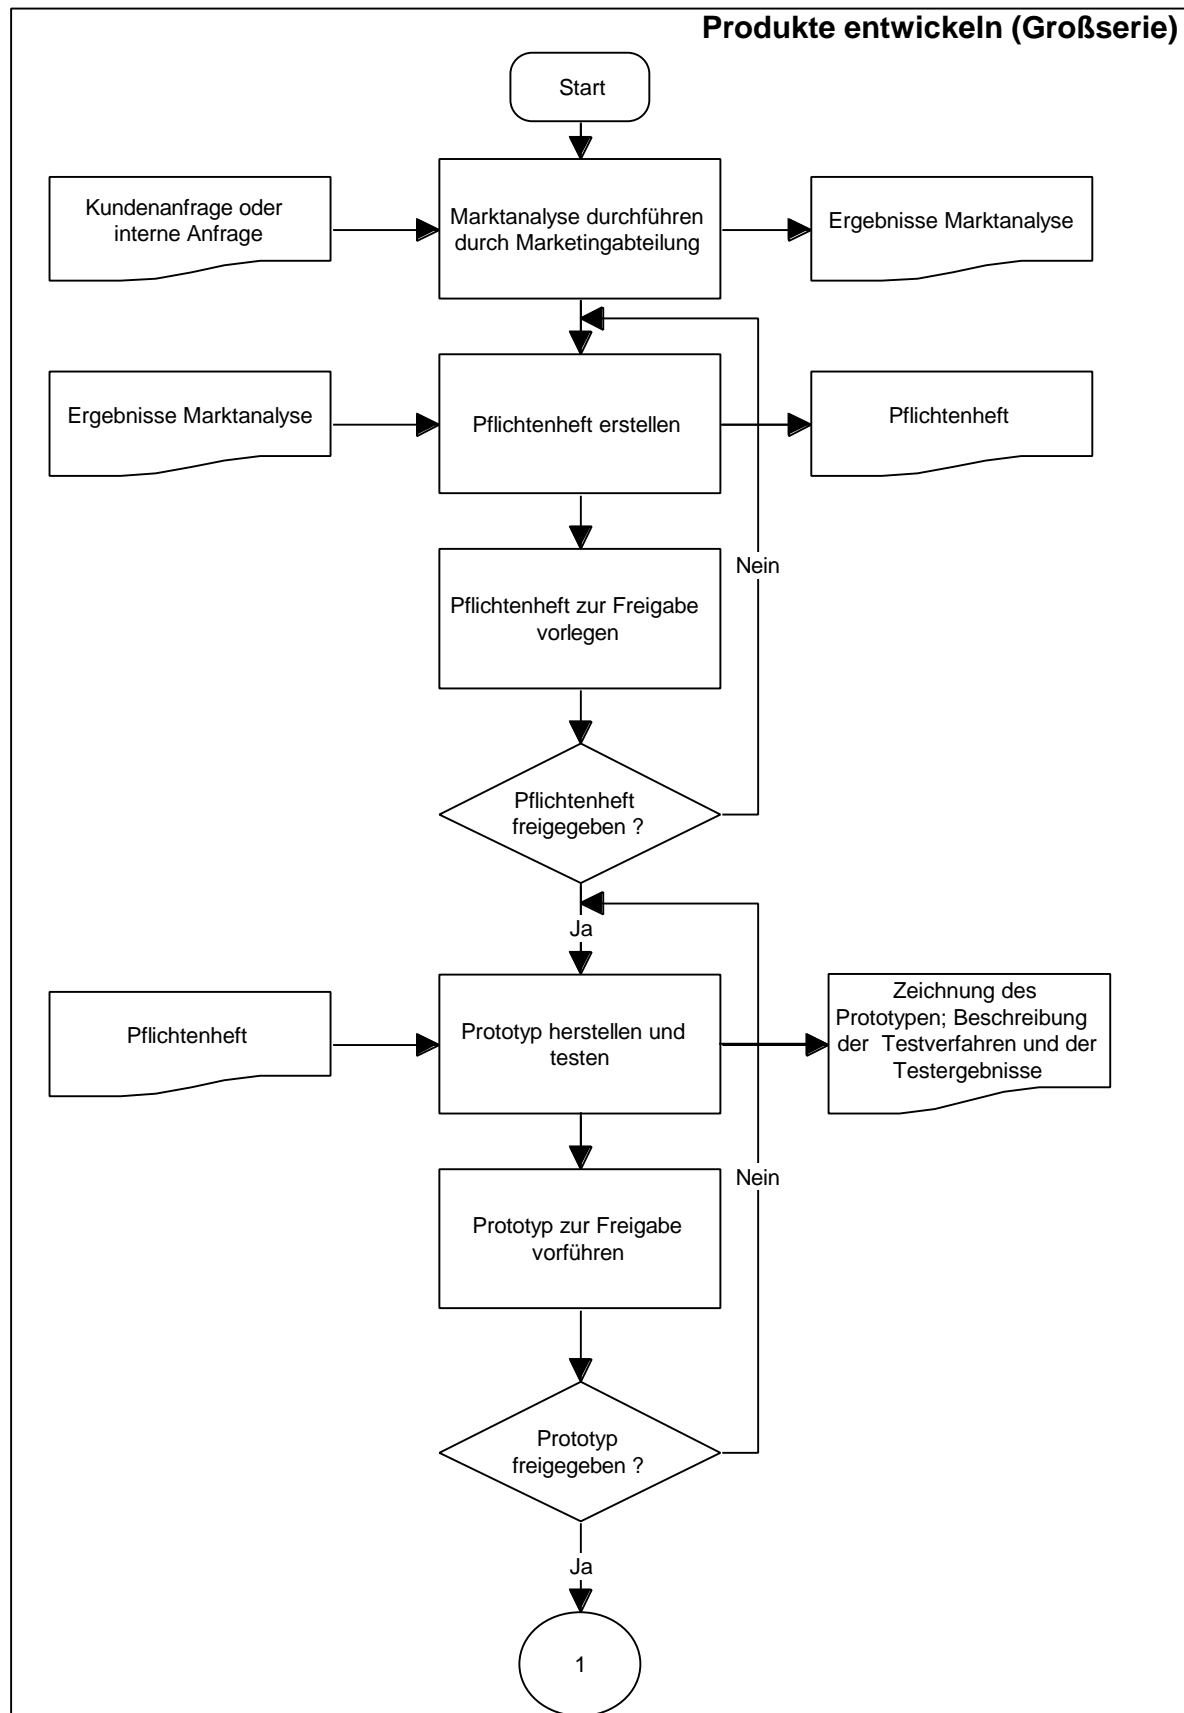 Produkte entwickeln (Großserie)
Start
Kundenanfrage oder
interne Anfrage
Marktanalyse durchführen
durch Marketingabteilung
Ergebnisse Marktanalyse
Ergebnisse Marktanalyse
Pflichtenheft erstellen
Pflichtenheft
Nein
Pflichtenheft zur Freigabe
vorlegen
Pflichtenheft
freigegeben ?
Ja
Pflichtenheft
Prototyp herstellen und
testen
Zeichnung des
Prototypen; Beschreibung
der Testverfahren und der
Testergebnisse
Nein
Prototyp zur Freigabe
vorführen
Prototyp
freigegeben ?
Ja
1